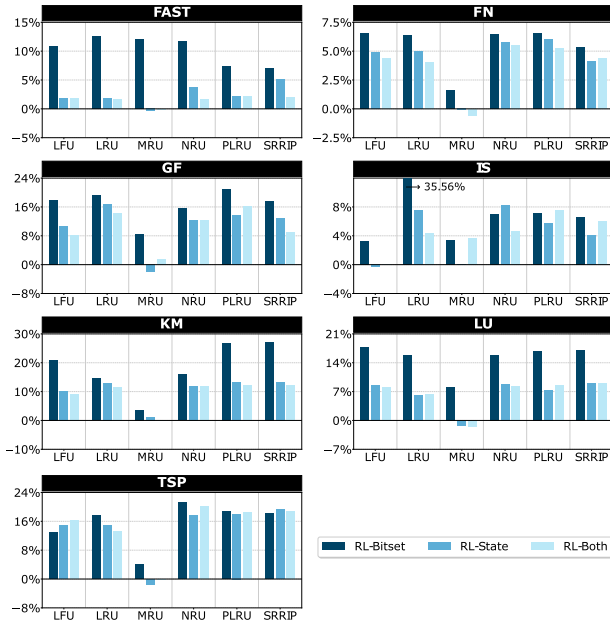 FAST
15%
10%
5%
0%
−5%
LFU LRU MRU NRU PLRU SRRIP
FN
7.5%
5.0%
2.5%
0.0%
−2.5%
LFU LRU MRU NRU PLRU SRRIP
GF
24%
16%
8%
0%
−8%
LFU LRU MRU NRU PLRU SRRIP
IS
35.56%
8%
4%
0%
−4%
LFU LRU MRU NRU PLRU SRRIP
KM
30%
20%
10%
0%
−10%
LFU LRU MRU NRU PLRU SRRIP
LU
21%
14%
7%
0%
−7%
LFU LRU MRU NRU PLRU SRRIP
TSP
24%
16%
8%
0%
−8%
LFU LRU MRU NRU PLRU SRRIP
RL-Bitset RL-State RL-Both